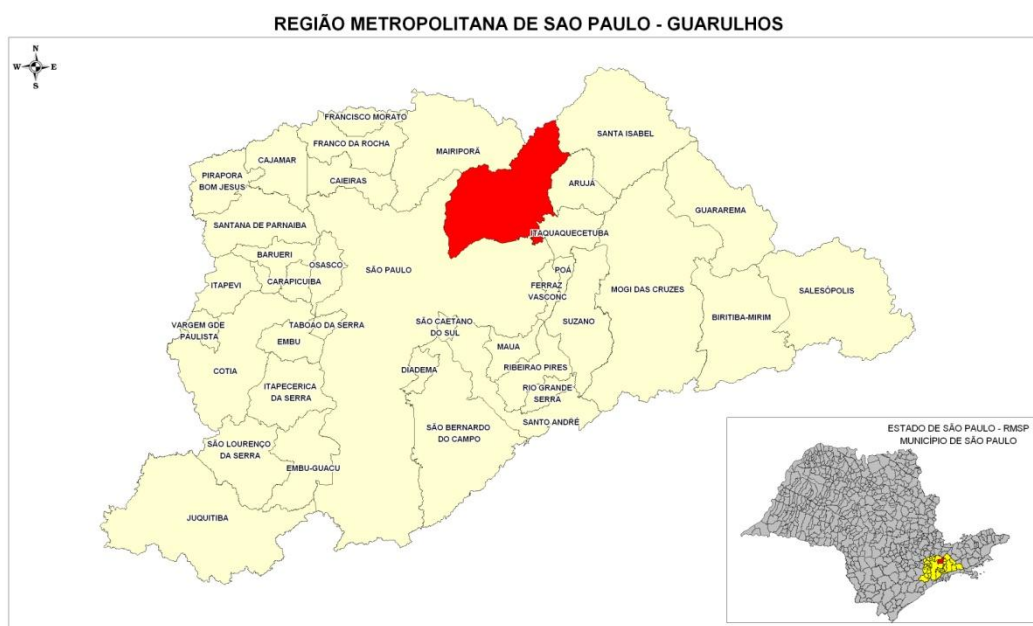 REGIÃO METROPOLITANA DE SAO PAULO - GUARULHOS
N
W
E
S
FRANCISCO MORATO
FRANCO DA ROCHA
MAIRIPORÃ
SANTA ISABEL
CAJAMAR
PIRAPORA
BOM JESUS
CAIEIRAS
ARUJÁ
GUARAREMA
SANTANA DE PARNAIBA
ITAQUAQUECETUBA
BARUERI
OSASCO
SÃO PAULO
POÁ
ITAPEVI
CARAPICUIBA
FERRAZ
VASCONC
MOGI DAS CRUZES
SALESÓPOLIS
BIRITIBA-MIRIM
VARGEM GDE
PAULISTA
TABOAO DA SERRA
SÃO CAETANO
DO SUL
SUZANO
EMBU
MAUA
COTIA
DIADEMA
RIBEIRAO PIRES
ITAPECERICA
DA SERRA
RIO GRANDE
SERRA
SÃO BERNARDO
DO CAMPO
SANTO ANDRÉ
SÃO LOURENÇO
DA SERRA
EMBU-GUACU
JUQUITIBA
ESTADO DE SÃO PAULO - RMSP
MUNICÍPIO DE SÃO PAULO